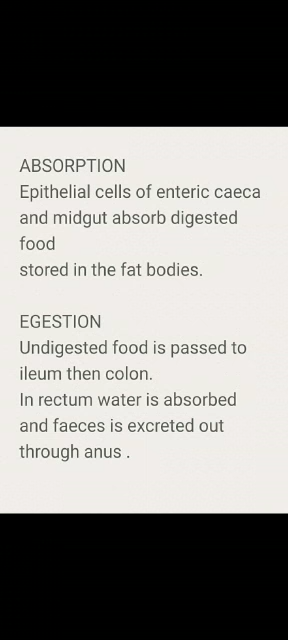 ABSORPTION
Epithelial cells of enteric caeca
and midgut absorb digested
food
stored in the fat bodies.

EGESTION
Undigested food is passed to
ileum then colon.
In rectum water is absorbed
and faeces is excreted out
through anus .